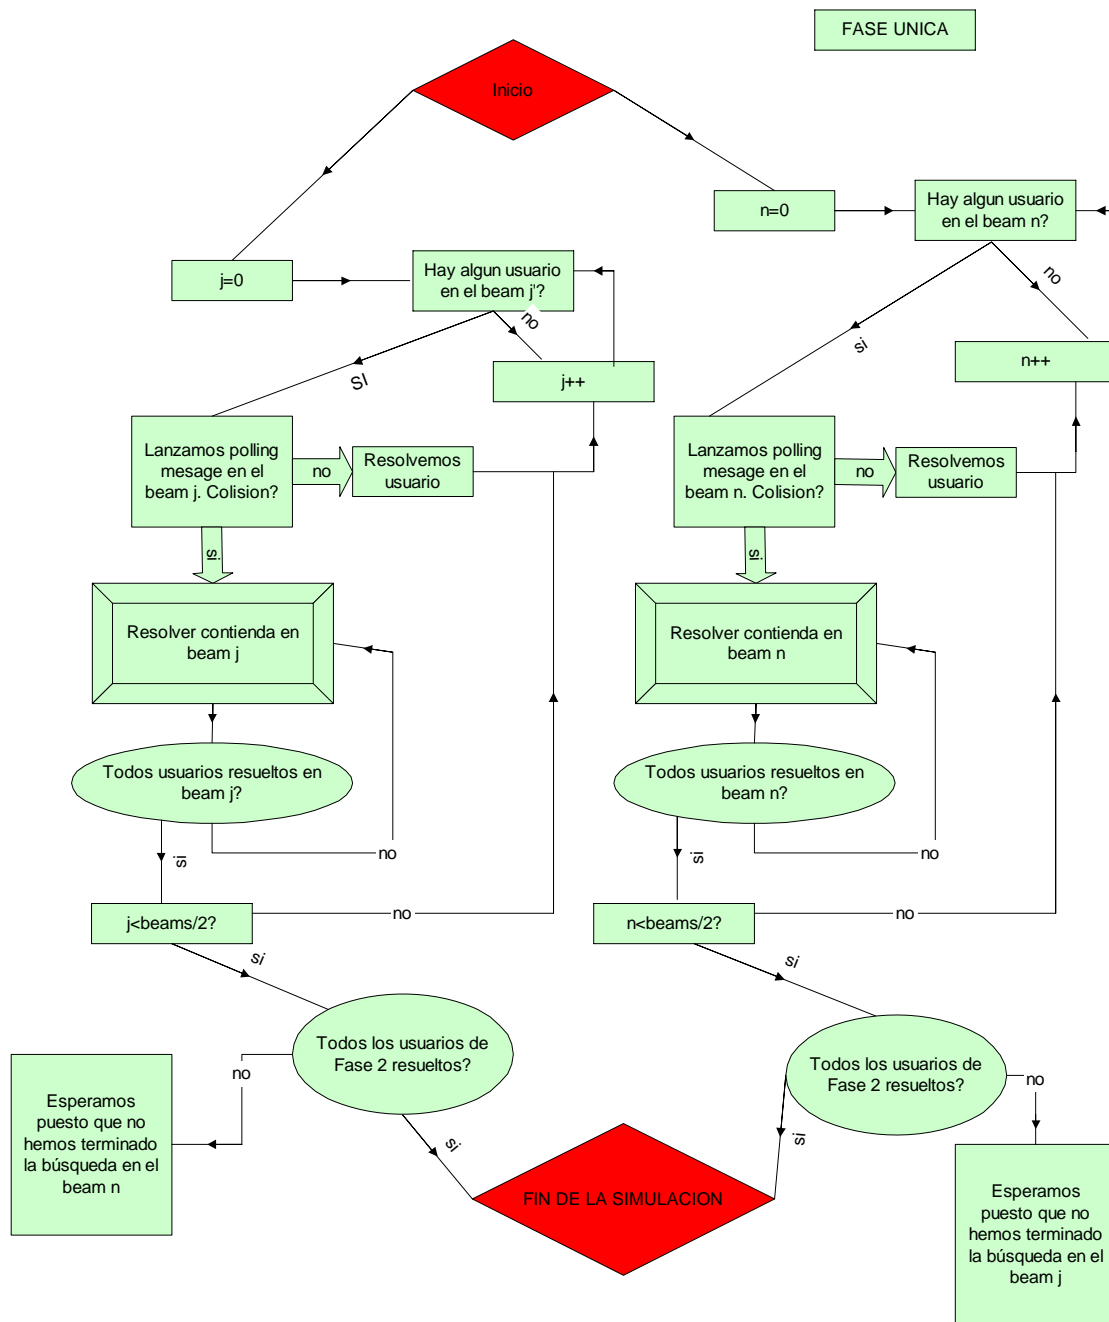 FASE UNICA
Inicio
n=0
Hay algun usuario
en el beam n?
j=0
Hay algun usuario
en el beam j'?
no
no
SI
si
j++
n++
Lanzamos polling
mesage en el
beam j. Colision?
no
Resolvemos
usuario
Lanzamos polling
mesage en el
beam n. Colision?
no
Resolvemos
usuario
si
si
Resolver contienda en
beam j
Resolver contienda en
beam n
Todos usuarios resueltos en
beam j?
Todos usuarios resueltos en
beam n?
si
no
si
no
j<beams/2?
no
n<beams/2?
no
si
si
Todos los usuarios de
Fase 2 resueltos?
Todos los usuarios de
Fase 2 resueltos?
no
no
Esperamos
puesto que no
hemos terminado
la búsqueda en el
beam n
si
si
FIN DE LA SIMULACION
Esperamos
puesto que no
hemos terminado
la búsqueda en el
beam j